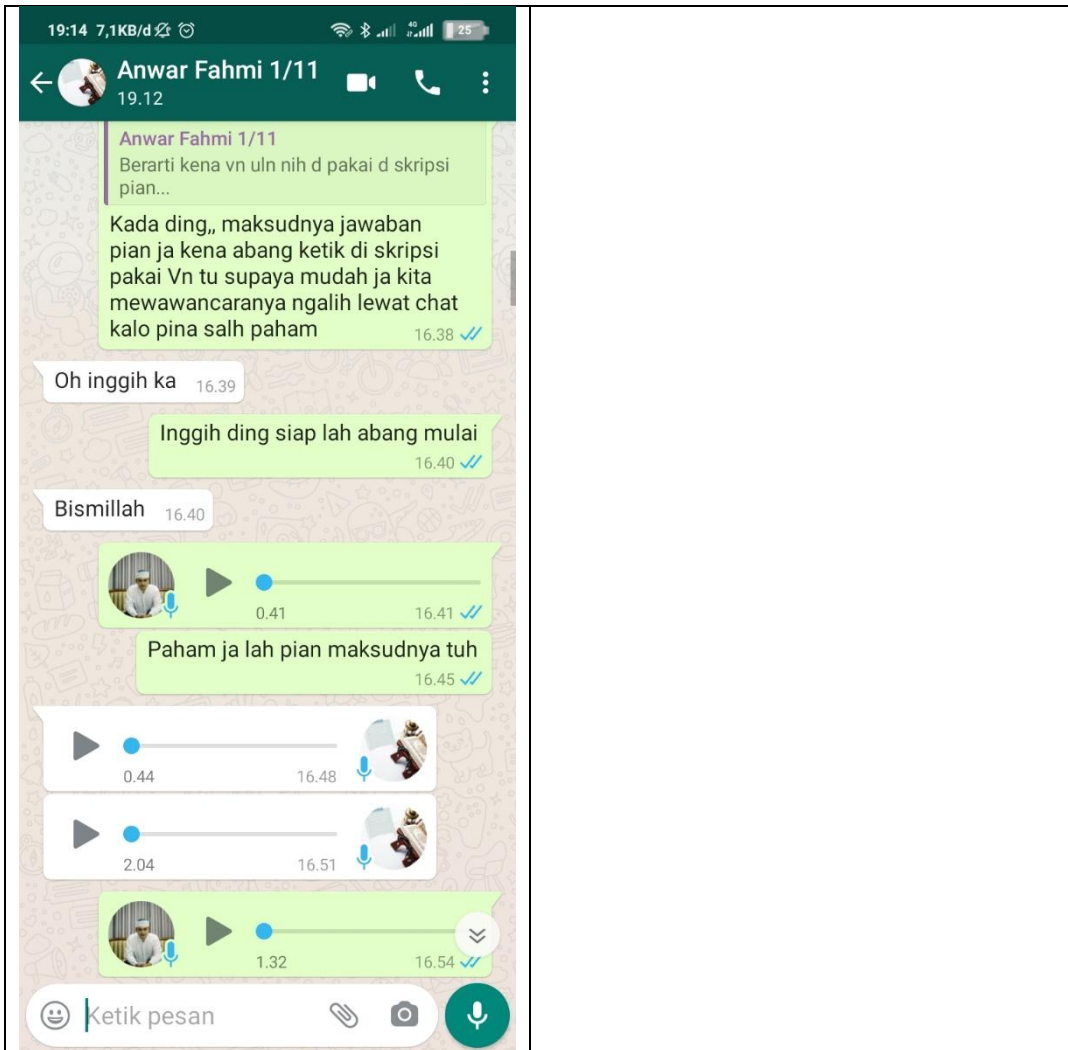 19:14 7,1KB/d
4G
25
Anwar Fahmi 1/11
19.12
Anwar Fahmi 1/11
Berarti kena vn uln nih d pakai d skripsi
pian...
Kada ding,, maksudnya jawaban
pian ja kena abang ketik di skripsi
pakai Vn tu supaya mudah ja kita
mewawancaranya ngalih lewat chat
kalo pina salh paham
16.38
Oh inggih ka 16.39
Inggih ding siap lah abang mulai
16.40
Bismillah 16.40
0.41 16.41
Paham ja lah pian maksudnya tuh
16.45
0.44 16.48
2.04 16.51
1.32 16.54
Ketik pesan